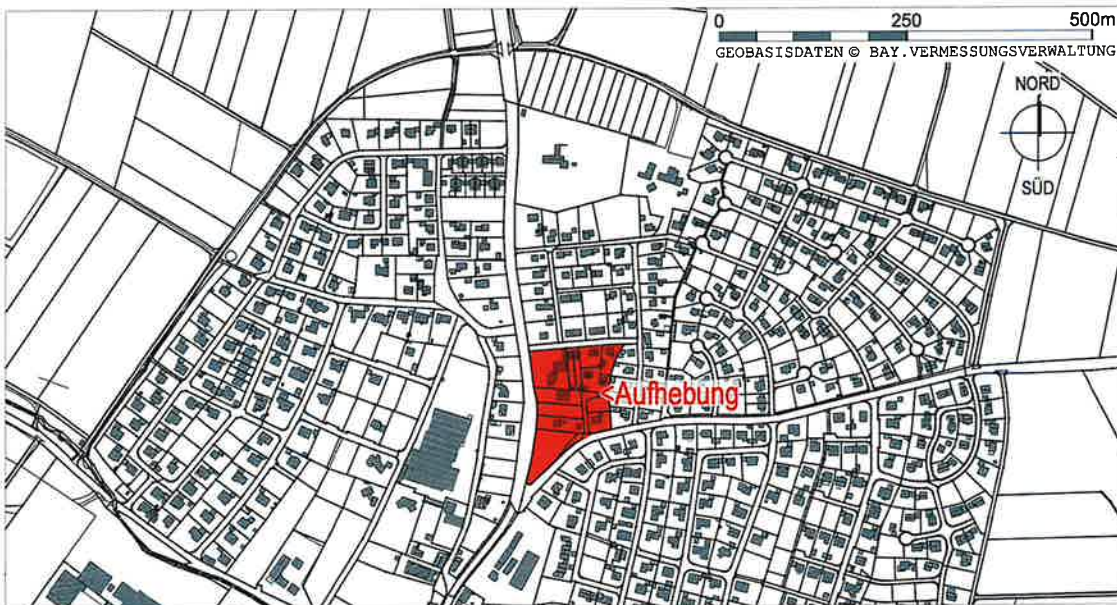 0 250 500m
GEOBASISDATEN © BAY.VERMESSUNGSVERWALTUNG
NORD
SÜD
<Aufhebung